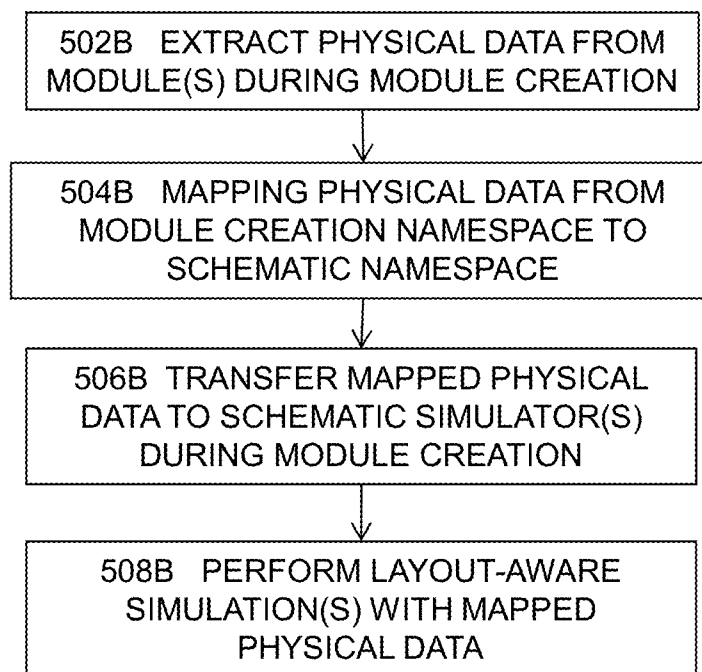 502B EXTRACT PHYSICAL DATA FROM
MODULE(S) DURING MODULE CREATION
504B MAPPING PHYSICAL DATA FROM
MODULE CREATION NAMESPACE TO
SCHEMATIC NAMESPACE
506B TRANSFER MAPPED PHYSICAL
DATA TO SCHEMATIC SIMULATOR(S)
DURING MODULE CREATION
508B PERFORM LAYOUT-AWARE
SIMULATION(S) WITH MAPPED
PHYSICAL DATA